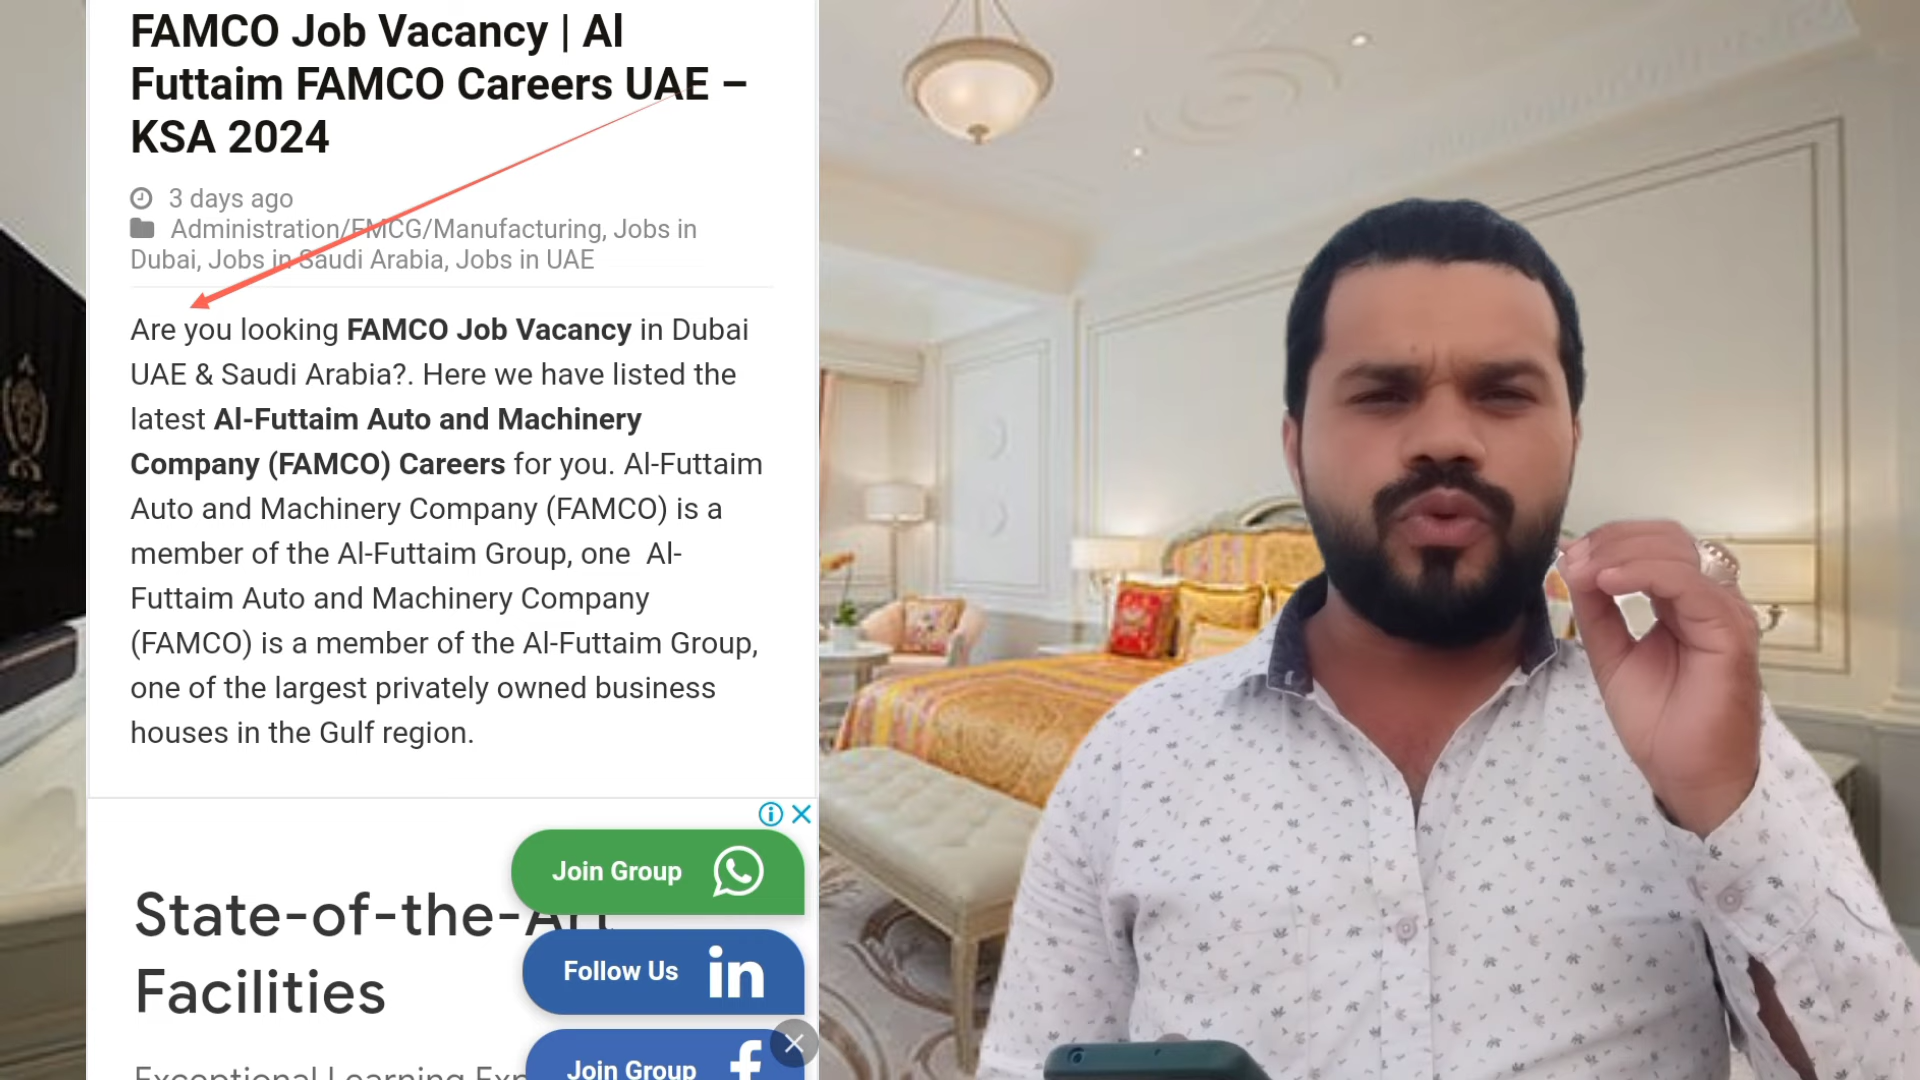 FAMCO Job Vacancy | Al
Futtaim FAMCO Careers UAE –
KSA 2024
3 days ago
Administration/FMCG/Manufacturing, Jobs in
Dubai, Jobs in Saudi Arabia, Jobs in UAE
Are you looking FAMCO Job Vacancy in Dubai
UAE & Saudi Arabia?. Here we have listed the
latest Al-Futtaim Auto and Machinery
Company (FAMCO) Careers for you. Al-Futtaim
Auto and Machinery Company (FAMCO) is a
member of the Al-Futtaim Group, one  Al-
Futtaim Auto and Machinery Company
(FAMCO) is a member of the Al-Futtaim Group,
one of the largest privately owned business
houses in the Gulf region.
Join Group
State-of-the-Art
Facilities
Follow Us in
Exceptional Learning
Join Group f